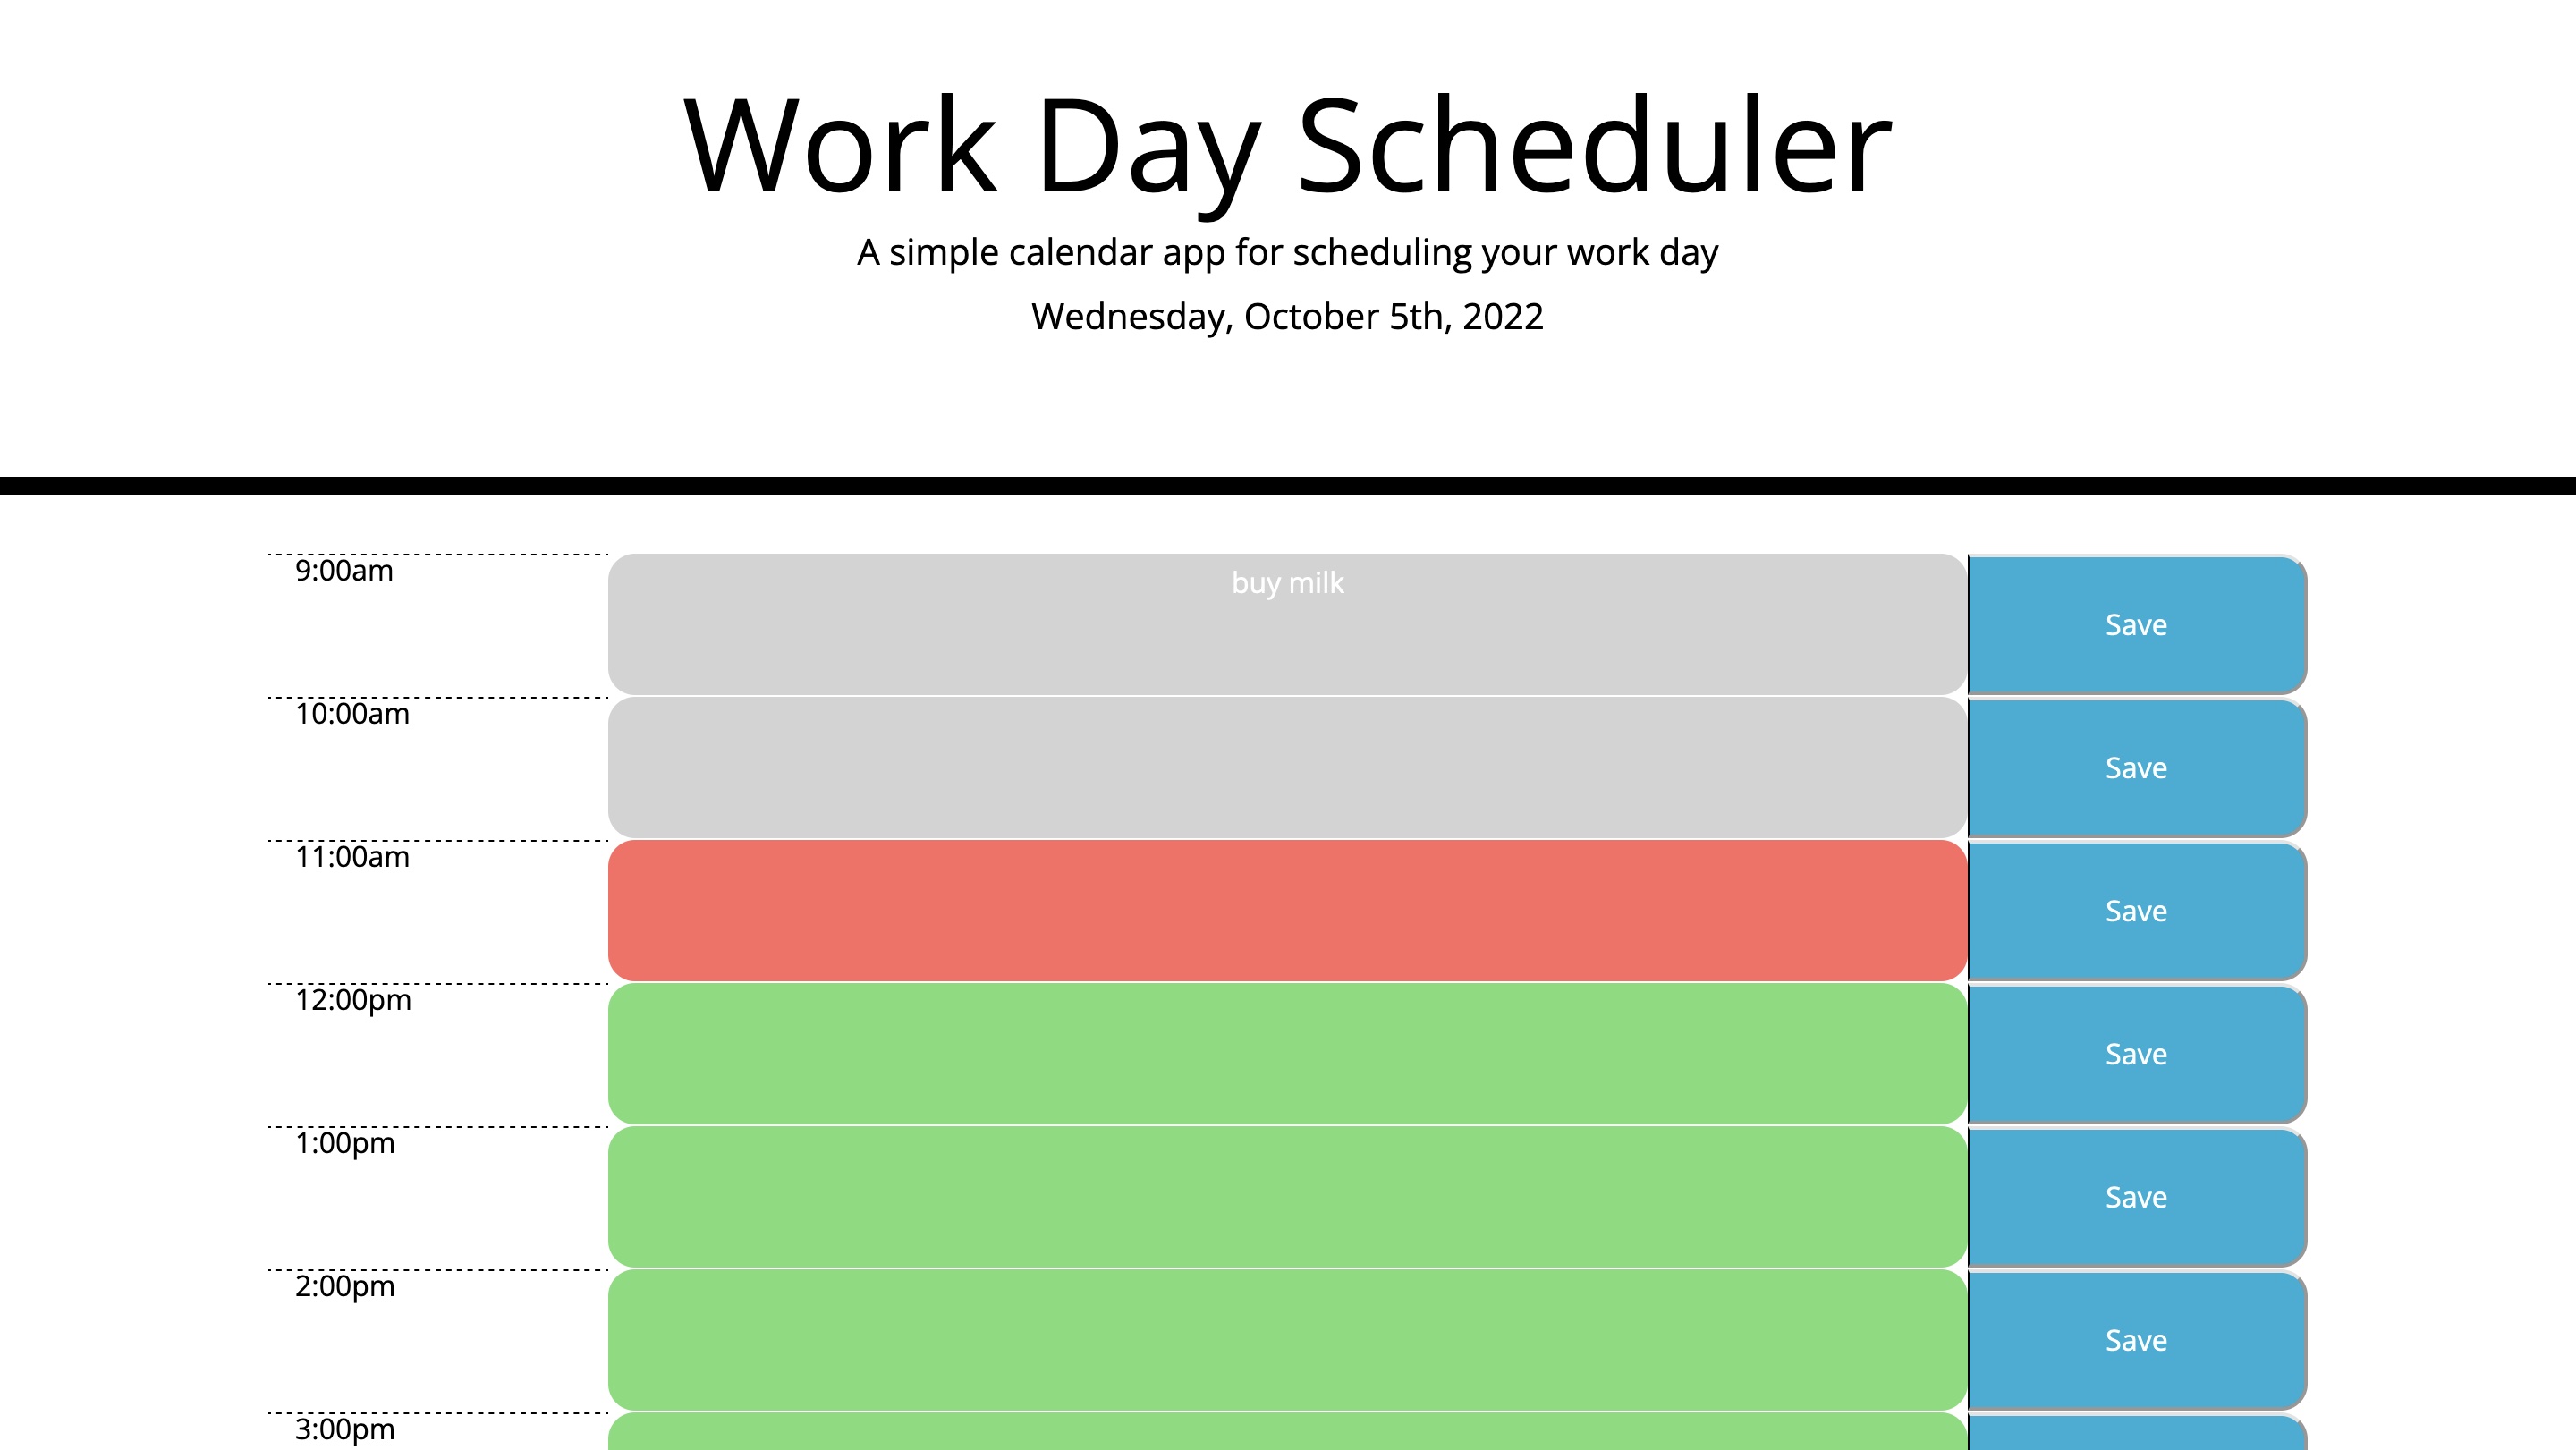 Work Day Scheduler
A simple calendar app for scheduling your work day
Wednesday, October 5th, 2022
9:00am
buy milk
Save
10:00am
Save
11:00am
Save
12:00pm
Save
1:00pm
Save
2:00pm
Save
3:00pm